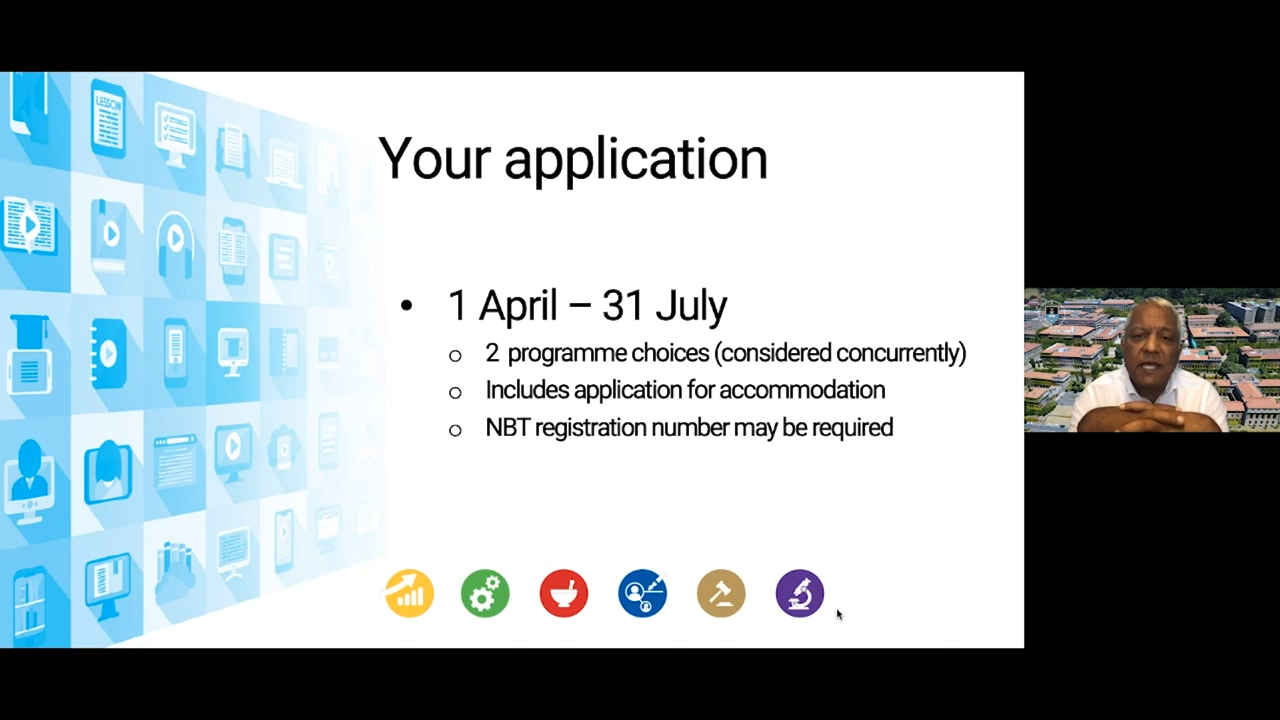 LESSON
Your application
• 1 April – 31 July
o 2 programme choices (considered concurrently)
o Includes application for accommodation
o NBT registration number may be required